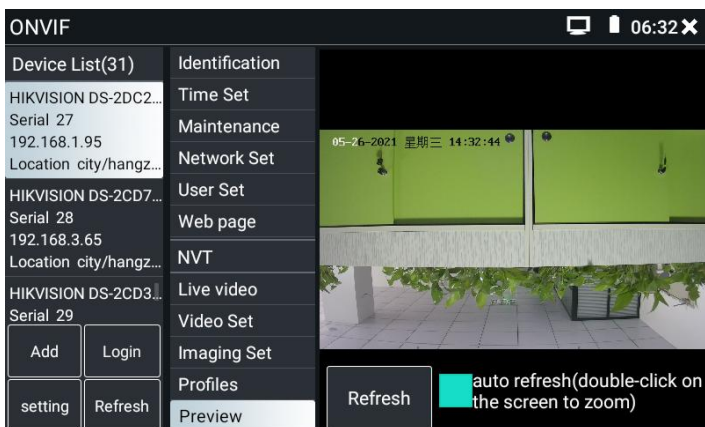 ONVIF
06:32
Device List(31)
HIKVISION DS-2DC2...
Serial 27
192.168.1.95
Location city/hangz...
HIKVISION DS-2CD7...
Serial 28
192.168.3.65
Location city/hangz...
HIKVISION DS-2CD3...
Serial 29
Add
Login
setting
Refresh
Identification
Time Set
Maintenance
Network Set
User Set
Web page
NVT
Live video
Video Set
Imaging Set
Profiles
Preview
05-26-2021 星期三 14:32:44
Refresh
auto refresh(double-click on
the screen to zoom)